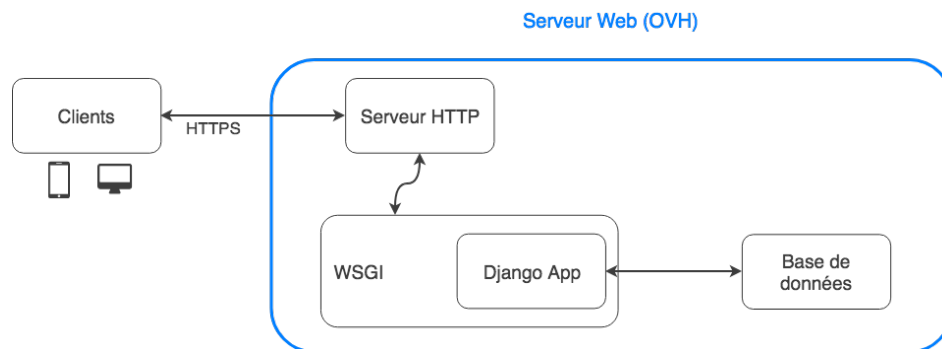 Serveur Web (OVH)
Clients
HTTPS
Serveur HTTP
WSGI
Django App
Base de
données